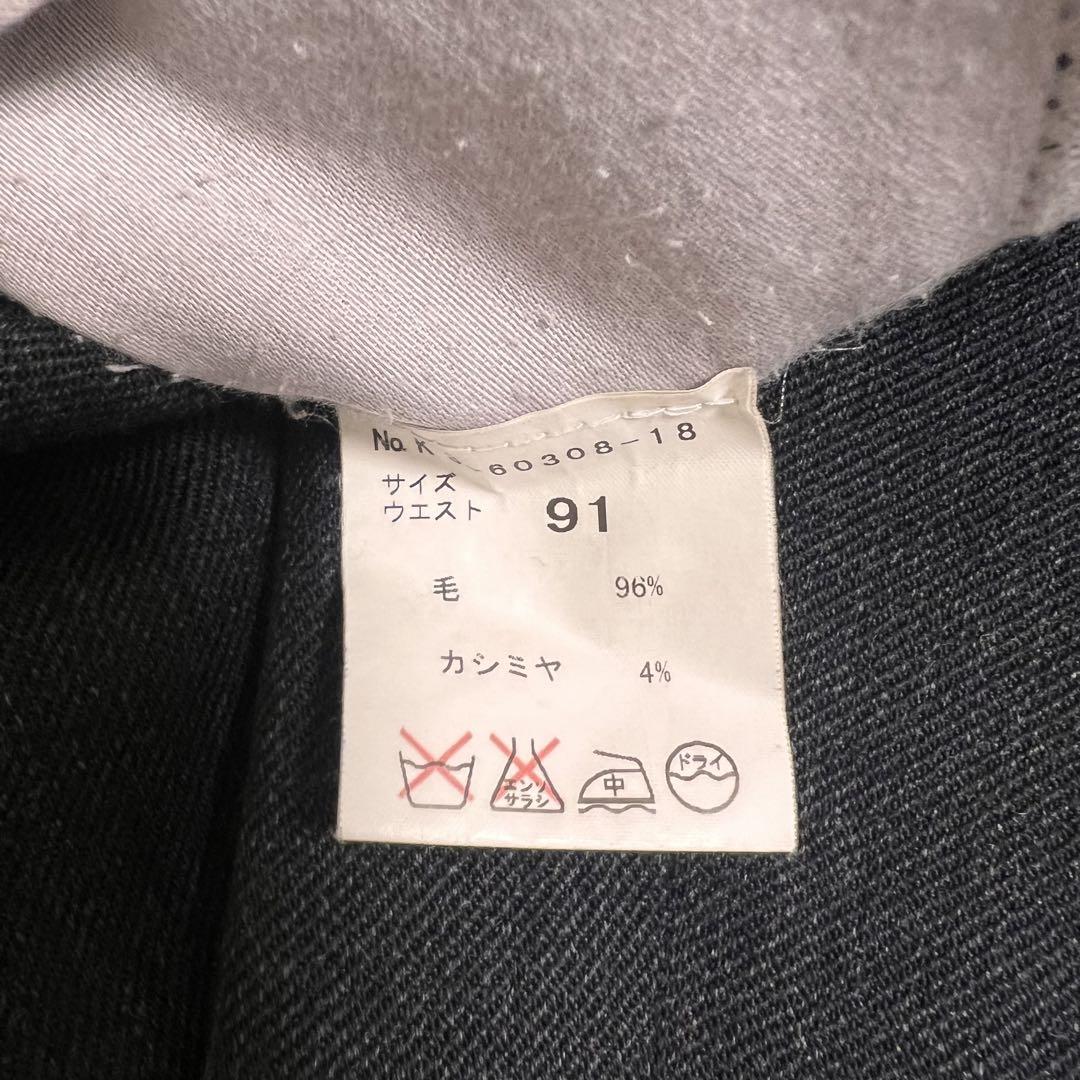 No. K 60308-18
サイズ
ウエスト 91
毛 96%
カシミヤ 4%
エンソ
サラシ
中
ドライ